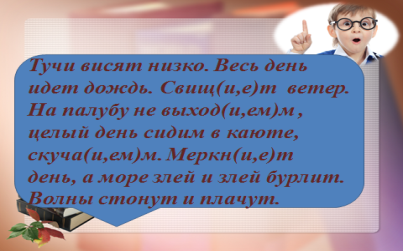 Тучи висят низко. Весь день
идет дождь. Свищ(и,е)т ветер.
На палубу не выход(и,ем)м ,
целый день сидим в каюте,
скуча(и,ем)м. Меркн(и,е)т
день, а море злей и злей бурлит.
Волны стонут и плачут.